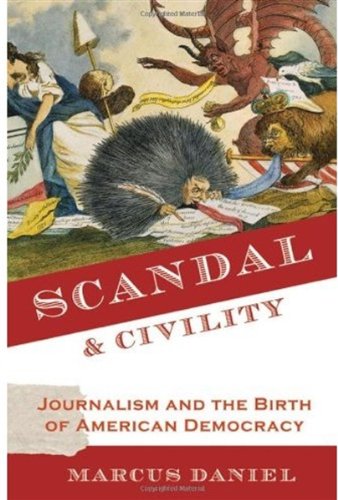 SCANDAL
& CIVILITY
JOURNALISM AND THE BIRTH
OF AMERICAN DEMOCRACY
MARCUS DANIEL